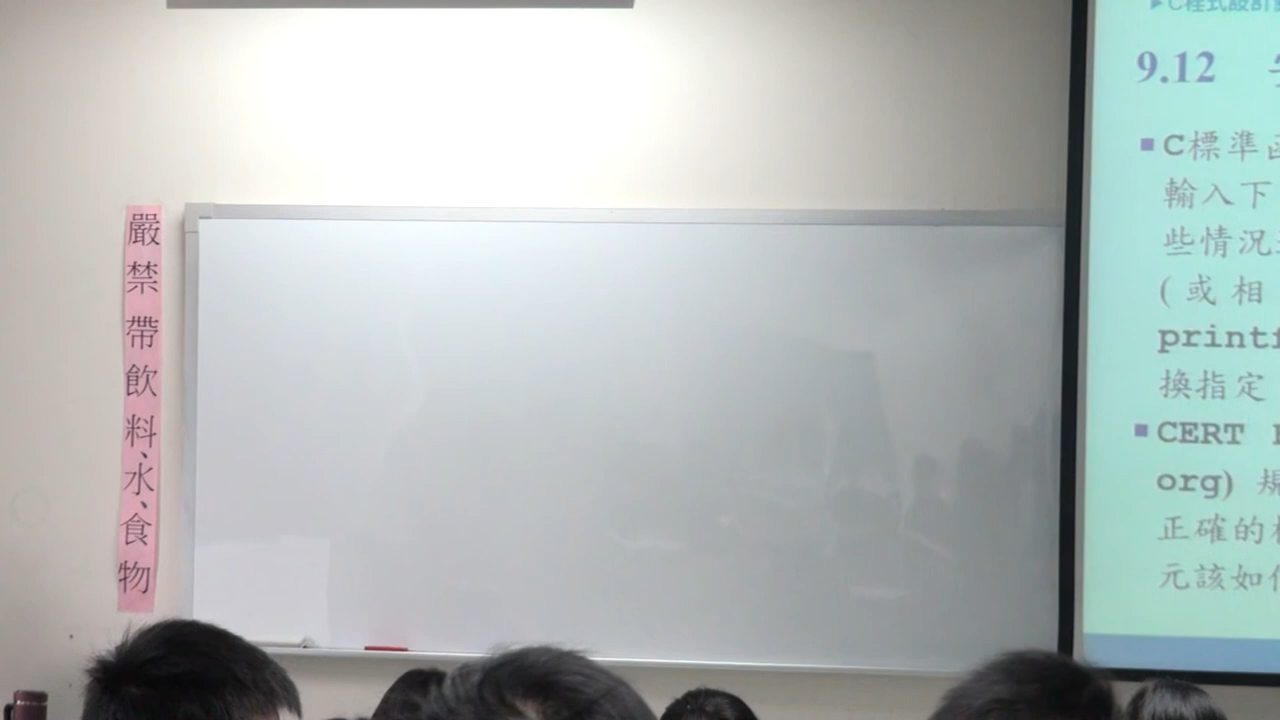 嚴禁帶飲料、水、食物
C程式設計
9.12
C標準
輸入下
些情況
(或相
printf
換指定
CERT
org) 規
正確的
元該如何